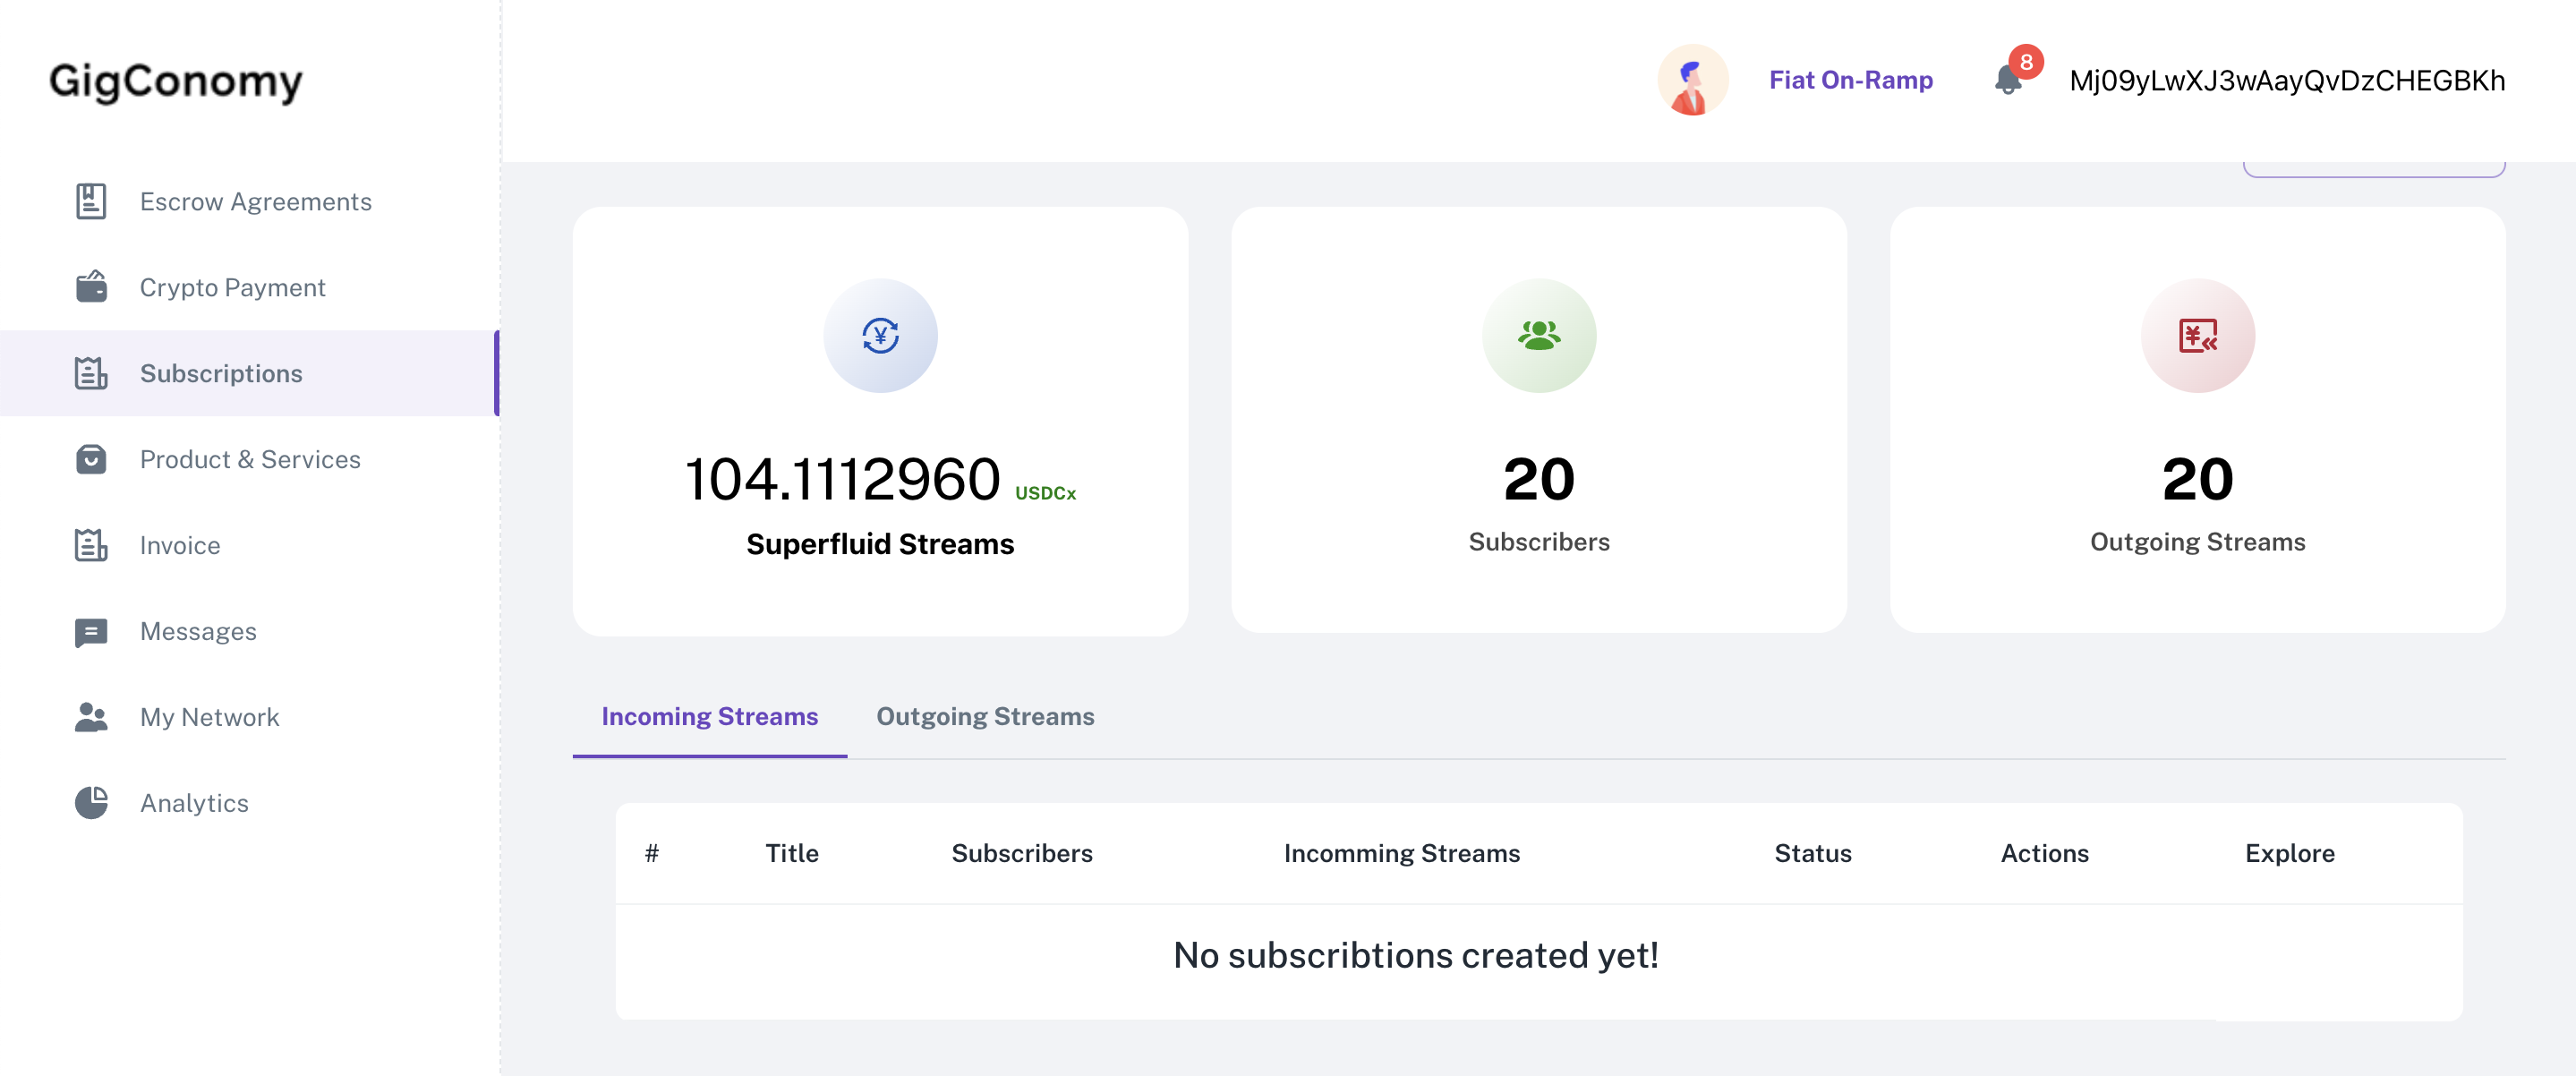 GigConomy
Fiat On-Ramp
8
Mj09yLwXJ3wAayQvDzCHEGBKh
Escrow Agreements
Crypto Payment
Subscriptions
Product & Services
Invoice
Messages
My Network
Analytics
104.1112960 USDCx
Superfluid Streams
20
Subscribers
20
Outgoing Streams
Incoming Streams
Outgoing Streams
# Title Subscribers Incomming Streams Status Actions Explore
No subscribtions created yet!